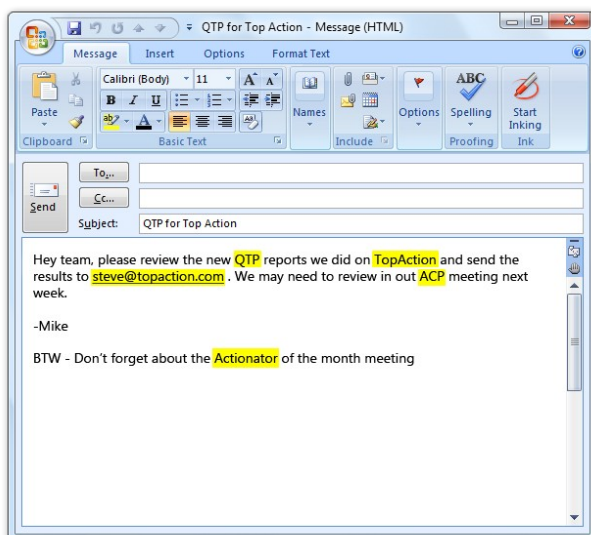 QTP for Top Action - Message (HTML)
Message Insert Options Format Text
Calibri (Body) 11 A A ABC
Paste B I U Names Options Spelling Start Inking
ab A
Clipboard Basic Text Include Proofing Ink
To...
Cc...
Send
Subject: QTP for Top Action
Hey team, please review the new QTP reports we did on TopAction and send the
results to steve@topaction.com . We may need to review in out ACP meeting next
week.
-Mike
BTW - Don't forget about the Actionator of the month meeting